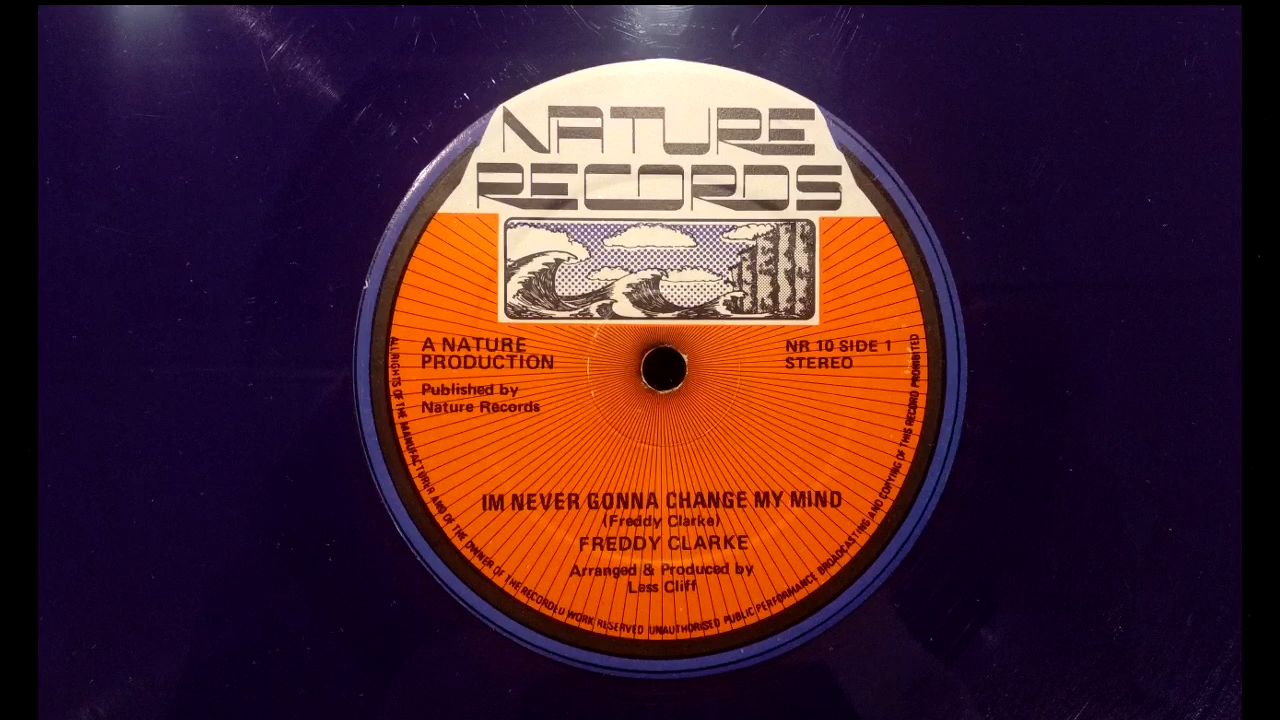 NATURE
RECORDS
A NATURE
PRODUCTION
Published by
Nature Records
NR 10 SIDE 1
STEREO
IM NEVER GONNA CHANGE MY MIND
(Freddy Clarke)
FREDDY CLARKE
Arranged & Produced by
Less Cliff
ALL RIGHTS OF THE MANUFACTURER AND OF THE OWNER OF THE RECORDED WORK RESERVED UNAUTHORISED PUBLIC PERFORMANCE BROADCASTING AND COPYING OF THIS RECORD PROHIBITED